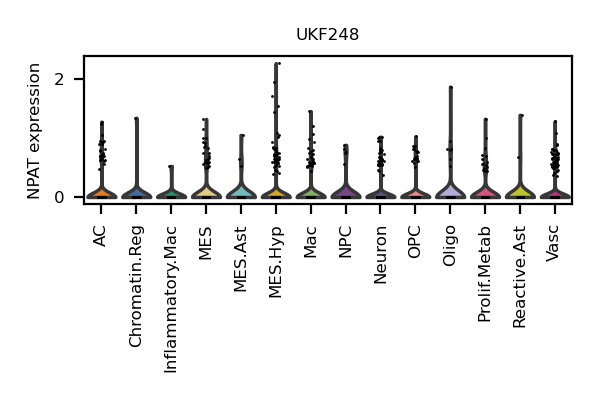 UKF248
NPAT expression
2
0
AC
Chromatin.Reg
Inflammatory.Mac
MES
MES.Ast
MES.Hyp
Mac
NPC
Neuron
OPC
Oligo
Prolif.Metab
Reactive.Ast
Vasc